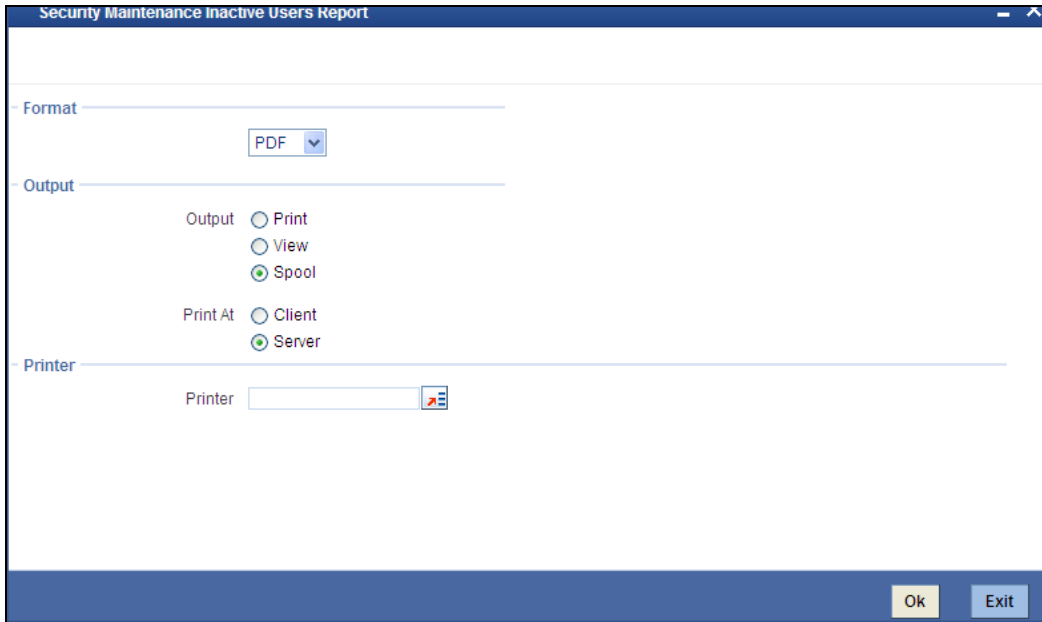 Security Maintenance Inactive Users Report
Format
PDF
Output
Output Print
View
Spool
Print At Client
Server
Printer
Printer
Ok Exit